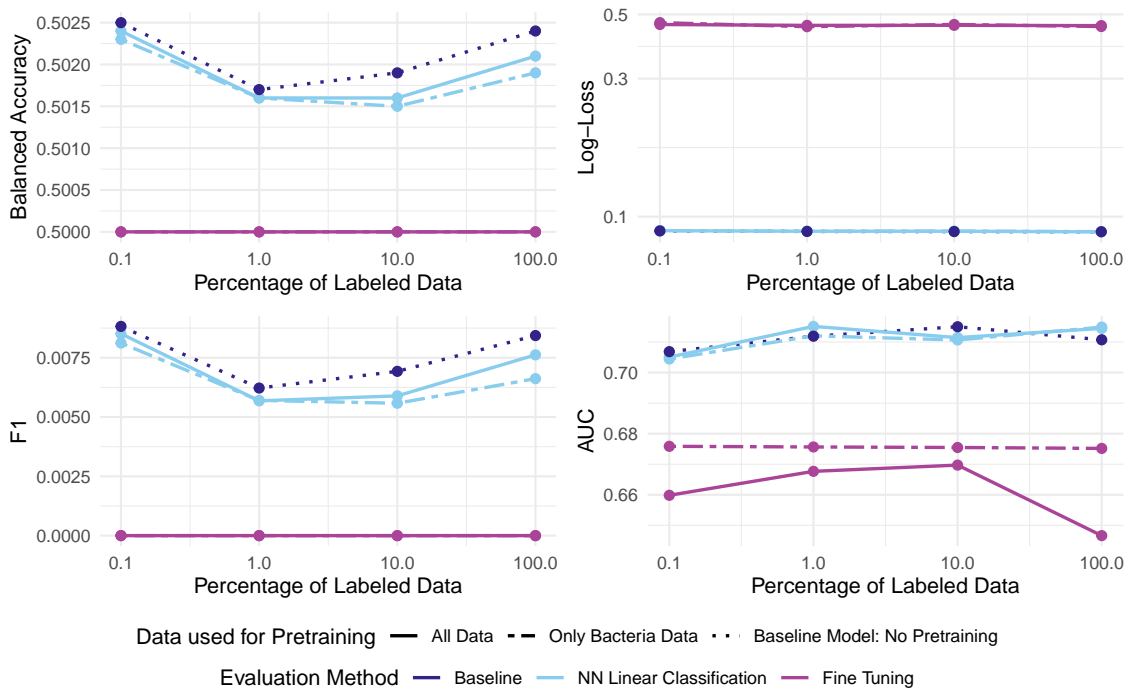 Balanced Accuracy
0.5025
0.5020
0.5015
0.5010
0.5005
0.5000
0.1 1.0 10.0 100.0
Percentage of Labeled Data
Log−Loss
0.5
0.3
0.1
0.1 1.0 10.0 100.0
Percentage of Labeled Data
F1
0.0075
0.0050
0.0025
0.0000
0.1 1.0 10.0 100.0
Percentage of Labeled Data
AUC
0.70
0.68
0.66
0.1 1.0 10.0 100.0
Percentage of Labeled Data
Data used for Pretraining All Data Only Bacteria Data Baseline Model: No Pretraining
Evaluation Method Baseline NN Linear Classification Fine Tuning